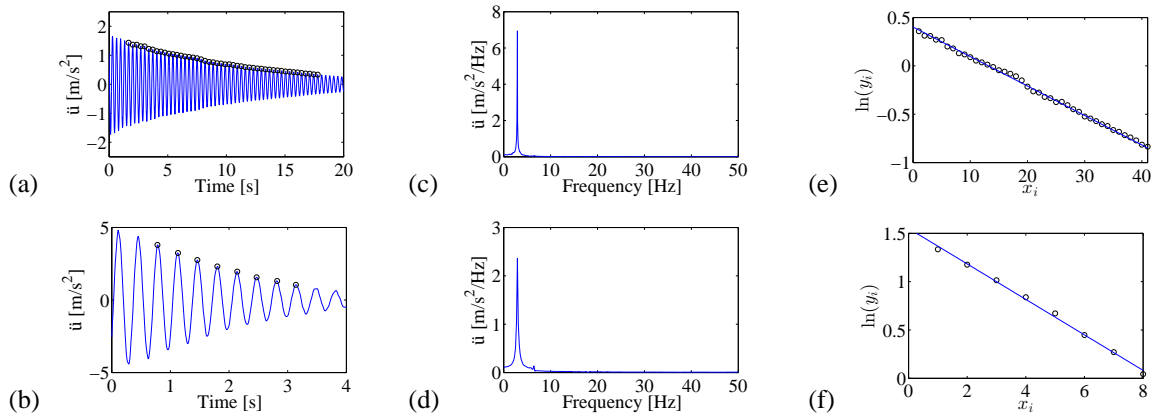 (a)
ü [m/s²]
2
1
0
−1
−2
0 5 10 15 20
Time [s]
(c)
ü [m/s²/Hz]
8
6
4
2
0
0 10 20 30 40 50
Frequency [Hz]
(e)
ln(yᵢ)
0.5
0
−0.5
−1
0 10 20 30 40
xᵢ
(b)
ü [m/s²]
5
0
−5
0 1 2 3 4
Time [s]
(d)
ü [m/s²/Hz]
3
2
1
0
0 10 20 30 40 50
Frequency [Hz]
(f)
ln(yᵢ)
1.5
1
0.5
0
0 2 4 6 8
xᵢ